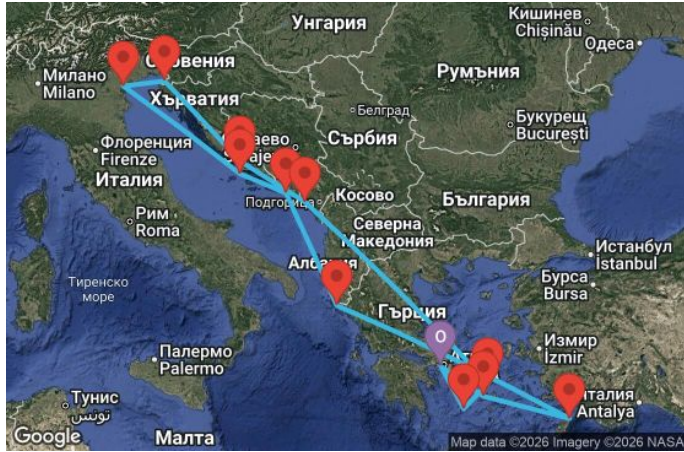 Унгария
Кишинев
Chișinău
Одеса
Милано
Milano
Словения
Румъния
Хърватия
Белград
Букурещ
București
Флоренция
Firenze
Сърбия
Италия
Подгорица
Косово
България
Рим
Roma
Северна
Македония
Истанбул
İstanbul
Тиренско
море
Албания
Бурса
Bursa
Гърция
O
Палермо
Palermo
Измир
İzmir
Тунис
تونس
Анталия
Antalya
Малта
Google
Map data ©2026 Imagery ©2026 NASA